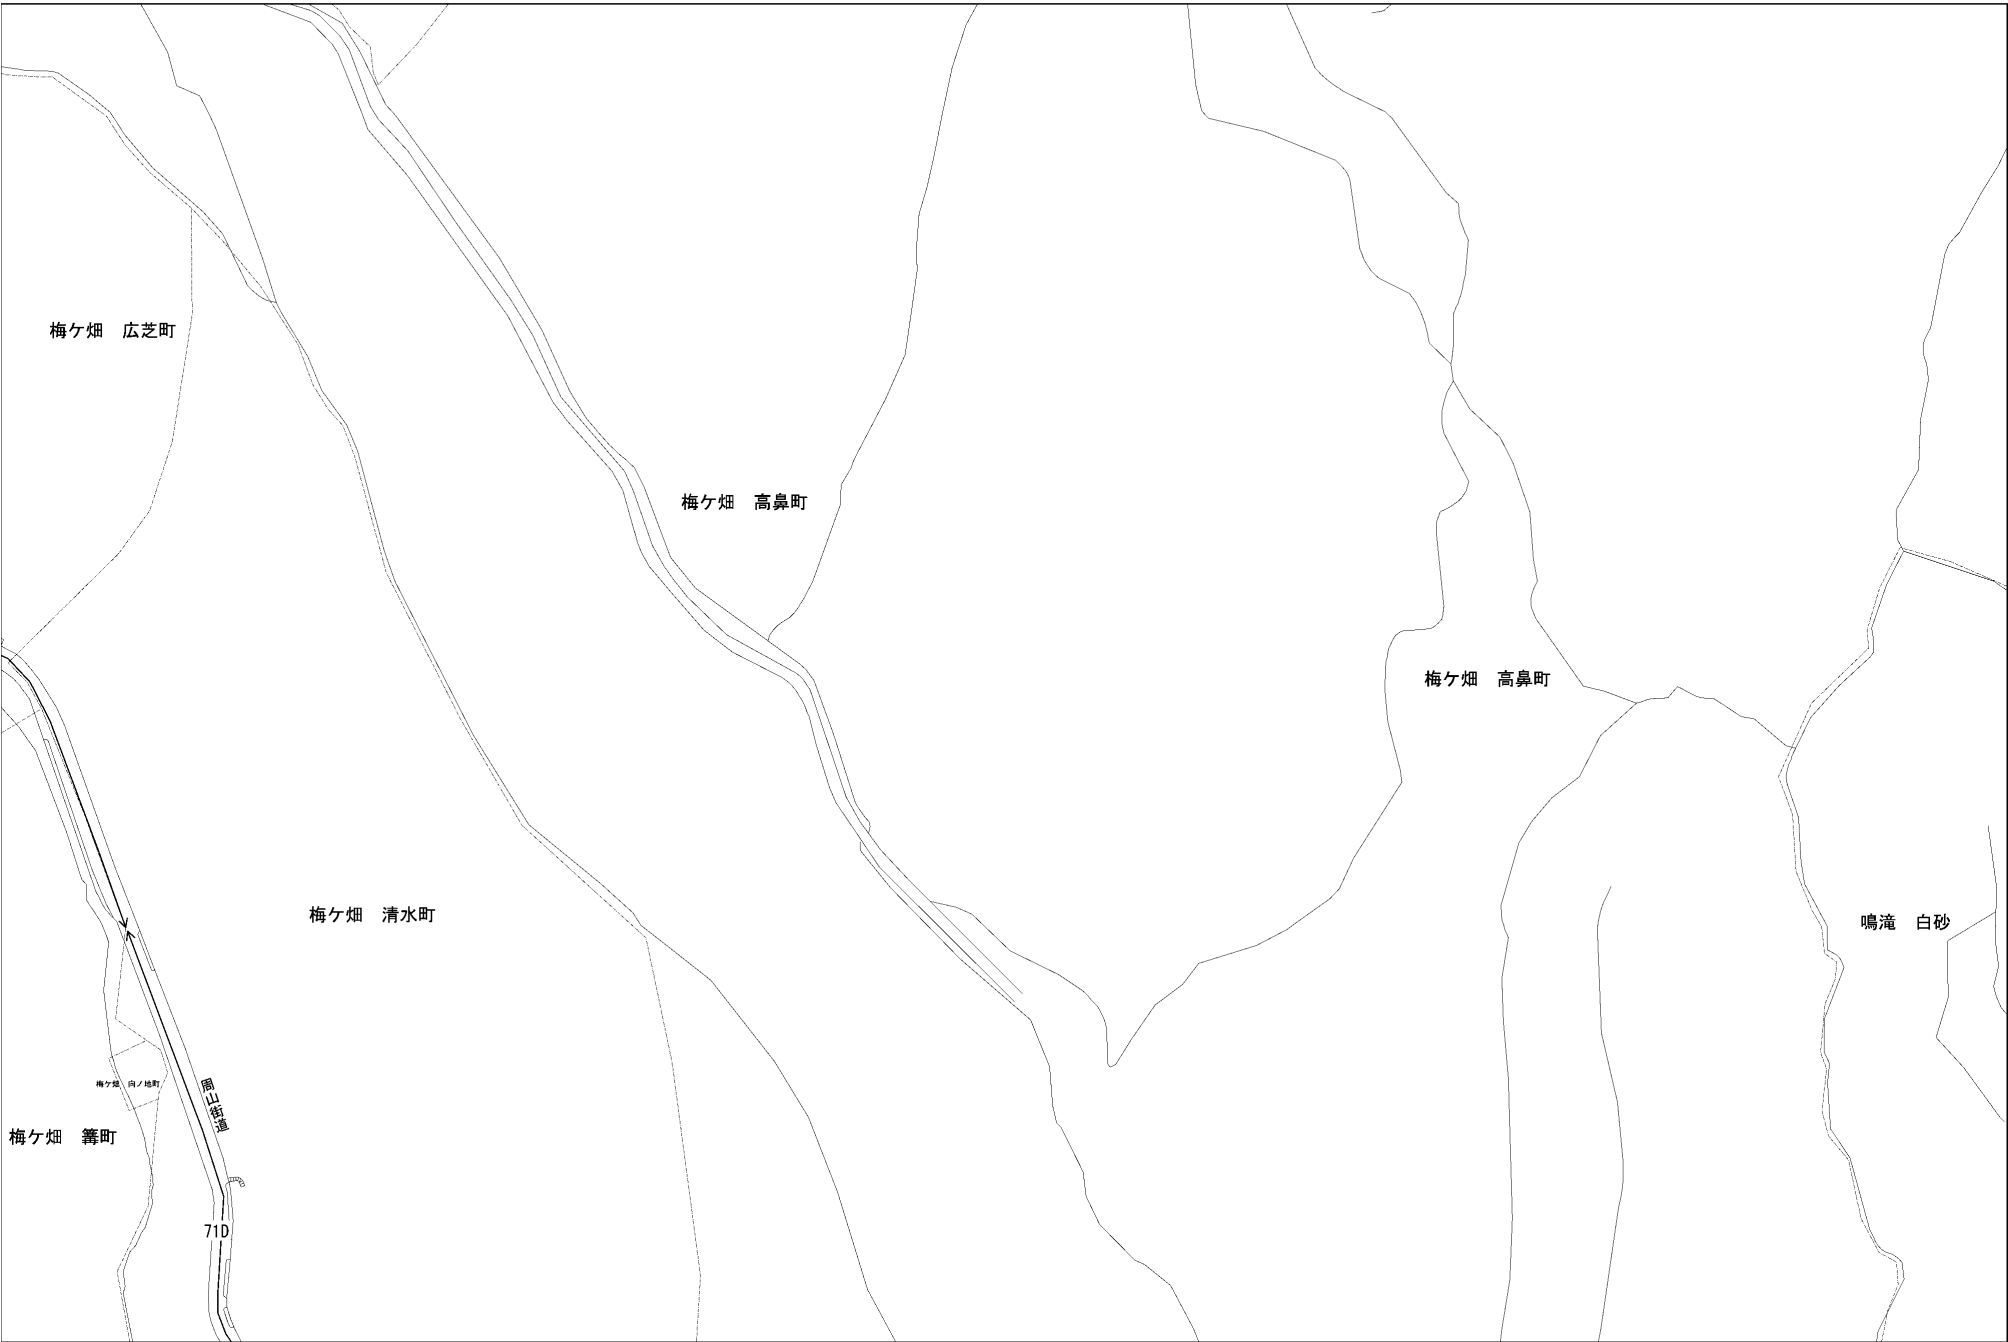 梅ケ畑　広芝町
梅ケ畑　高鼻町
梅ケ畑　高鼻町
梅ケ畑　清水町
鳴滝　白砂
梅ケ畑　向ノ地町
周山街道
梅ケ畑　篝町
71D